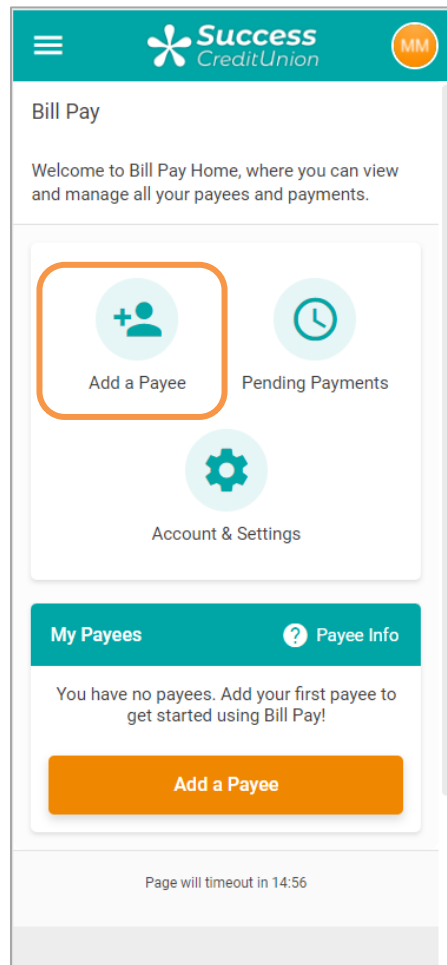 Success
CreditUnion
MM
Bill Pay
Welcome to Bill Pay Home, where you can view
and manage all your payees and payments.
Add a Payee
Pending Payments
Account & Settings
My Payees
? Payee Info
You have no payees. Add your first payee to
get started using Bill Pay!
Add a Payee
Page will timeout in 14:56